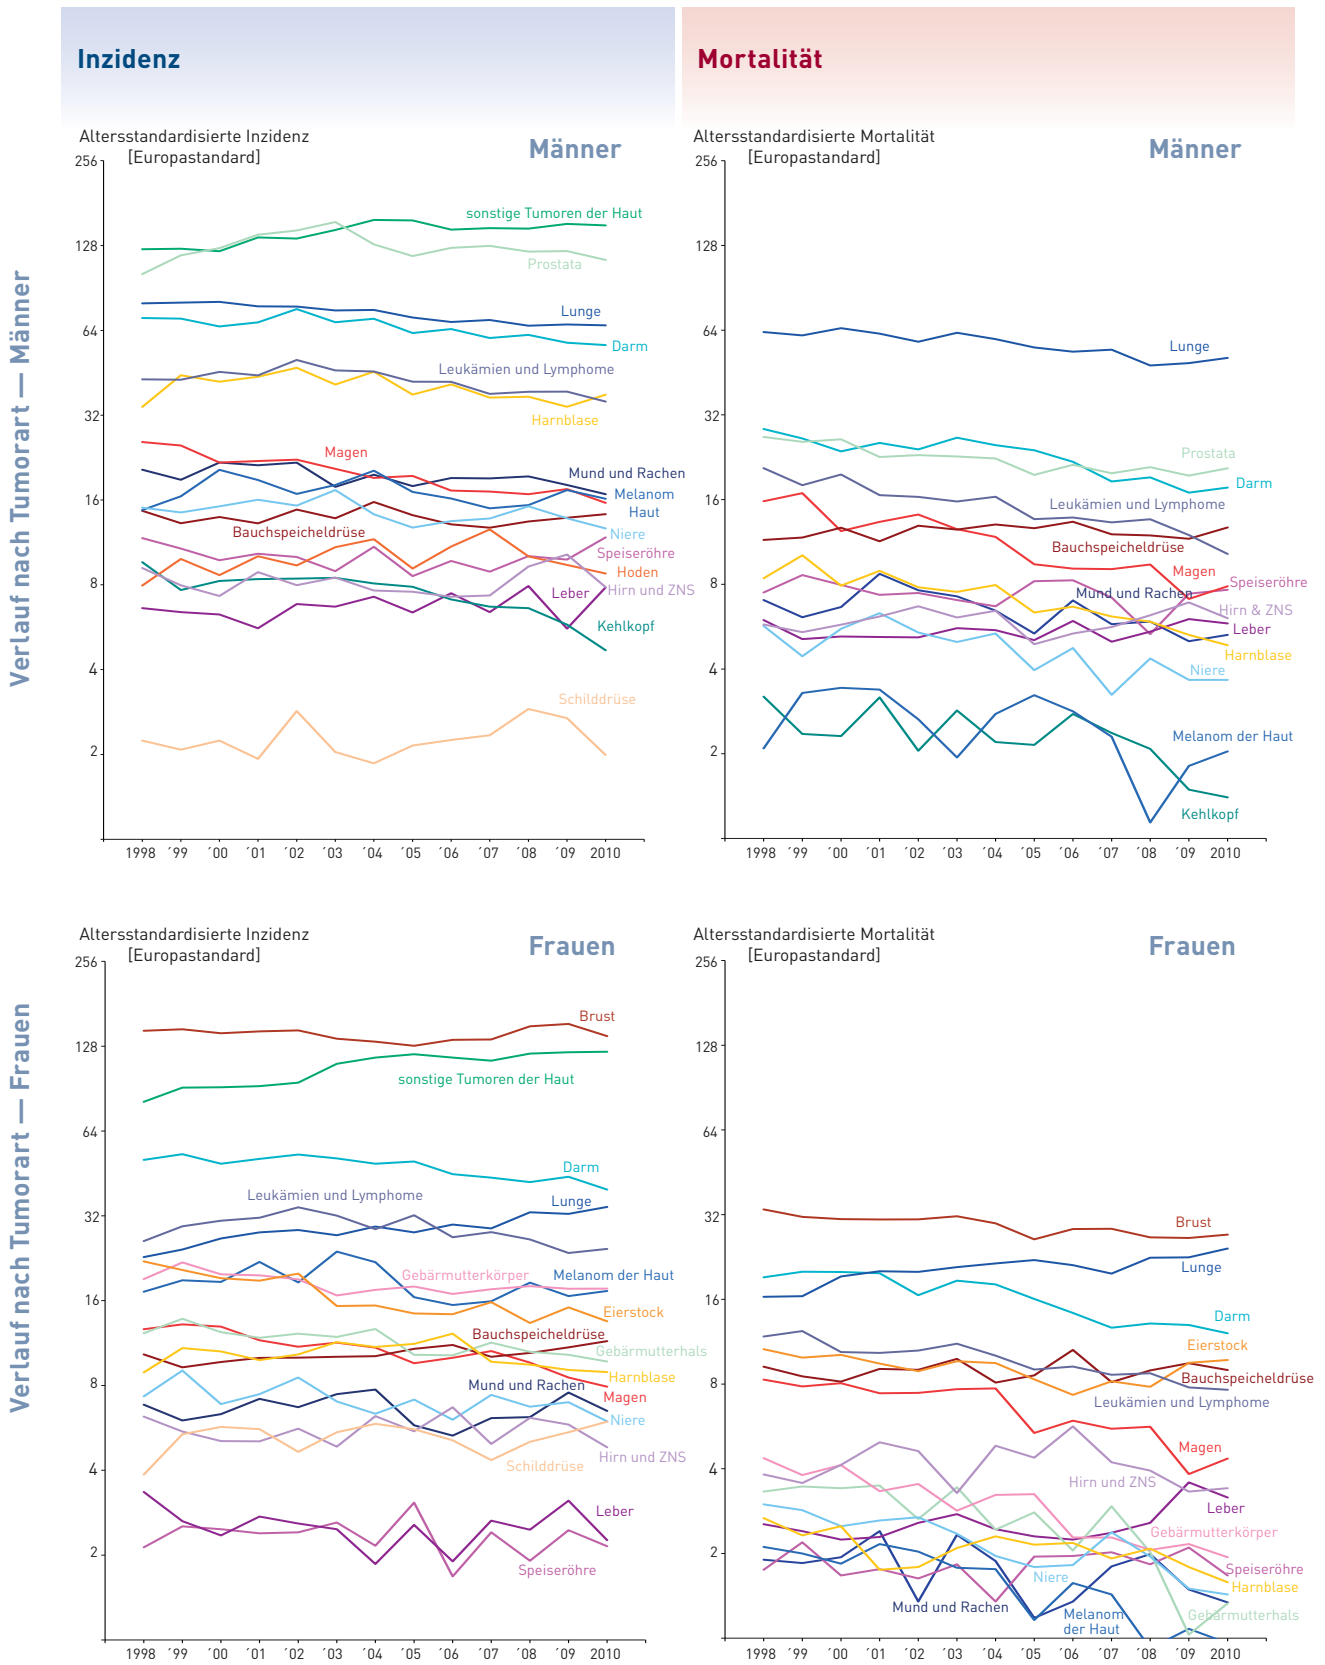 Inzidenz
Mortalität
Verlauf nach Tumorart — Männer
Altersstandardisierte Inzidenz
[Europastandard]
Männer
256
128
64
32
16
8
4
2
sonstige Tumoren der Haut
Prostata
Lunge
Darm
Leukämien und Lymphome
Harnblase
Magen
Mund und Rachen
Melanom
Haut
Bauchspeicheldrüse
Niere
Speiseröhre
Hoden
Leber
Hirn und ZNS
Kehlkopf
Schilddrüse
1998 ´99 ´00 ´01 ´02 ´03 ´04 ´05 ´06 ´07 ´08 ´09 2010
Altersstandardisierte Mortalität
[Europastandard]
Männer
256
128
64
32
16
8
4
2
Lunge
Prostata
Darm
Leukämien und Lymphome
Bauchspeicheldrüse
Magen
Speiseröhre
Mund und Rachen
Hirn & ZNS
Leber
Harnblase
Niere
Melanom der Haut
Kehlkopf
1998 ´99 ´00 ´01 ´02 ´03 ´04 ´05 ´06 ´07 ´08 ´09 2010
Verlauf nach Tumorart — Frauen
Altersstandardisierte Inzidenz
[Europastandard]
Frauen
256
128
64
32
16
8
4
2
Brust
sonstige Tumoren der Haut
Darm
Leukämien und Lymphome
Lunge
Gebärmutterkörper
Melanom der Haut
Eierstock
Bauchspeicheldrüse
Gebärmutterhals
Harnblase
Mund und Rachen
Magen
Niere
Hirn und ZNS
Schilddrüse
Leber
Speiseröhre
1998 ´99 ´00 ´01 ´02 ´03 ´04 ´05 ´06 ´07 ´08 ´09 2010
Altersstandardisierte Mortalität
[Europastandard]
Frauen
256
128
64
32
16
8
4
2
Brust
Lunge
Darm
Eierstock
Bauchspeicheldrüse
Leukämien und Lymphome
Magen
Hirn und ZNS
Leber
Gebärmutterkörper
Speiseröhre
Niere
Harnblase
Mund und Rachen
Melanom
der Haut
Gebärmutterhals
1998 ´99 ´00 ´01 ´02 ´03 ´04 ´05 ´06 ´07 ´08 ´09 2010